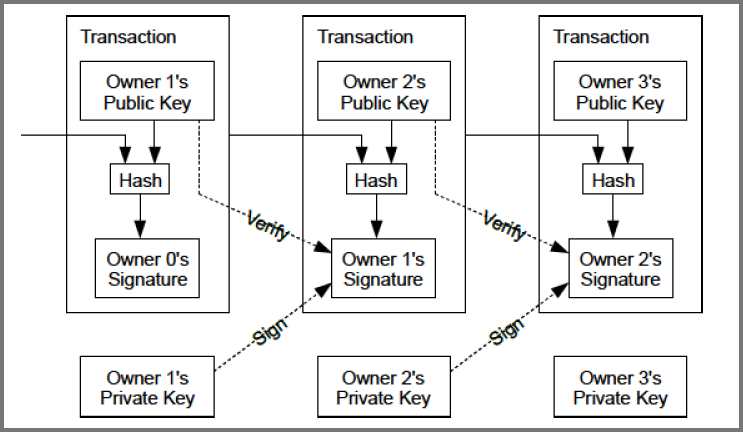 Transaction
Owner 1's
Public Key
Hash
Owner 0's
Signature
Transaction
Owner 2's
Public Key
Hash
Verify
Owner 1's
Signature
Transaction
Owner 3's
Public Key
Hash
Verify
Owner 2's
Signature
Sign
Sign
Owner 1's
Private Key
Owner 2's
Private Key
Owner 3's
Private Key